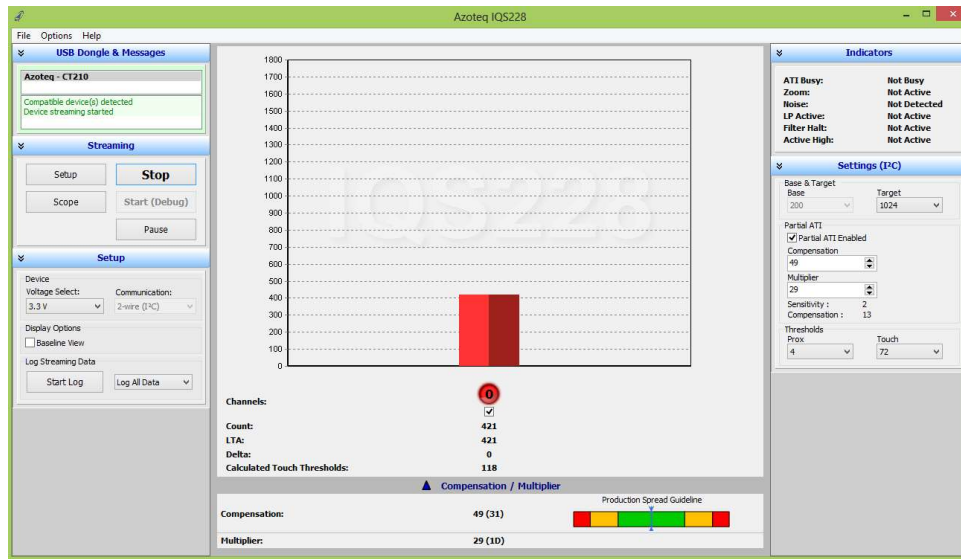 Azoteq IQS228
File Options Help
USB Dongle & Messages
Azoteq - CT210
Compatible device(s) detected
Device streaming started
Streaming
Setup
Stop
Scope
Start (Debug)
Pause
Setup
Device
Voltage Select:
Communication:
3.3 V
2-wire (I²C)
Display Options
Baseline View
Log Streaming Data
Start Log
Log All Data
1800
1700
1600
1500
1400
1300
1200
1100
1000
900
800
700
600
500
400
300
200
100
0
IQS228
Channels:
0
Count: 421
LTA: 421
Delta: 0
Calculated Touch Thresholds: 118
Compensation / Multiplier
Production Spread Guideline
Compensation: 49 (31)
Multiplier: 29 (1D)
Indicators
ATI Busy: Not Busy
Zoom: Not Active
Noise: Not Detected
LP Active: Not Active
Filter Halt: Not Active
Active High: Not Active
Settings (I²C)
Base & Target
Base Target
200 1024
Partial ATI
Partial ATI Enabled
Compensation
49
Multiplier
29
Sensitivity : 2
Compensation : 13
Thresholds
Prox Touch
4 72